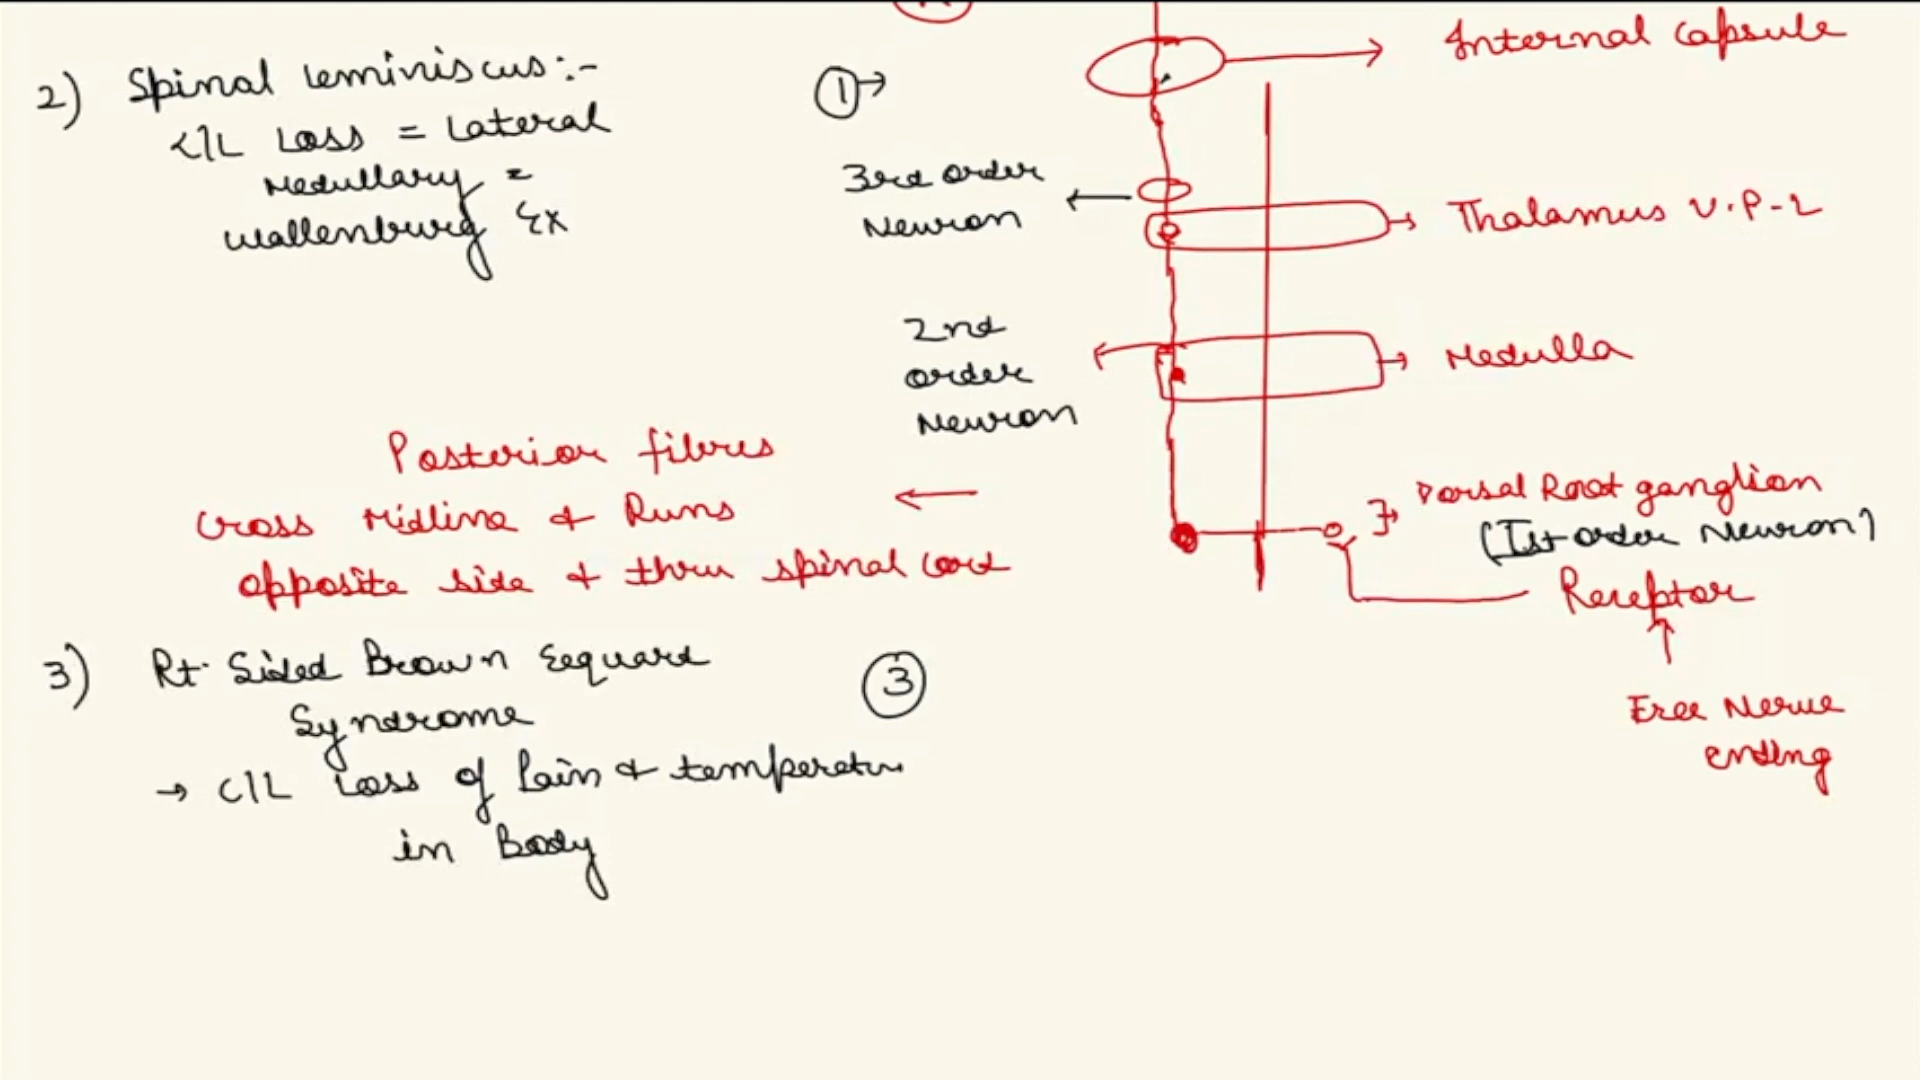 2) Spinal leminiscus:-
C/L Loss = Lateral
Medullary =
Wallenburg Sx
①→
3rd order
Neuron
2nd
order
Neuron
Internal Capsule
Thalamus V.P-L
Medulla
Dorsal Root ganglion
(Ist order Neuron)
Receptor
Free Nerve
ending
Posterior fibres
cross Midline & Runs
opposite side & thru spinal cord
3) Rt. Sided Brown Sequard
Syndrome
→ C/L Loss of Pain & temperature
in Body
③